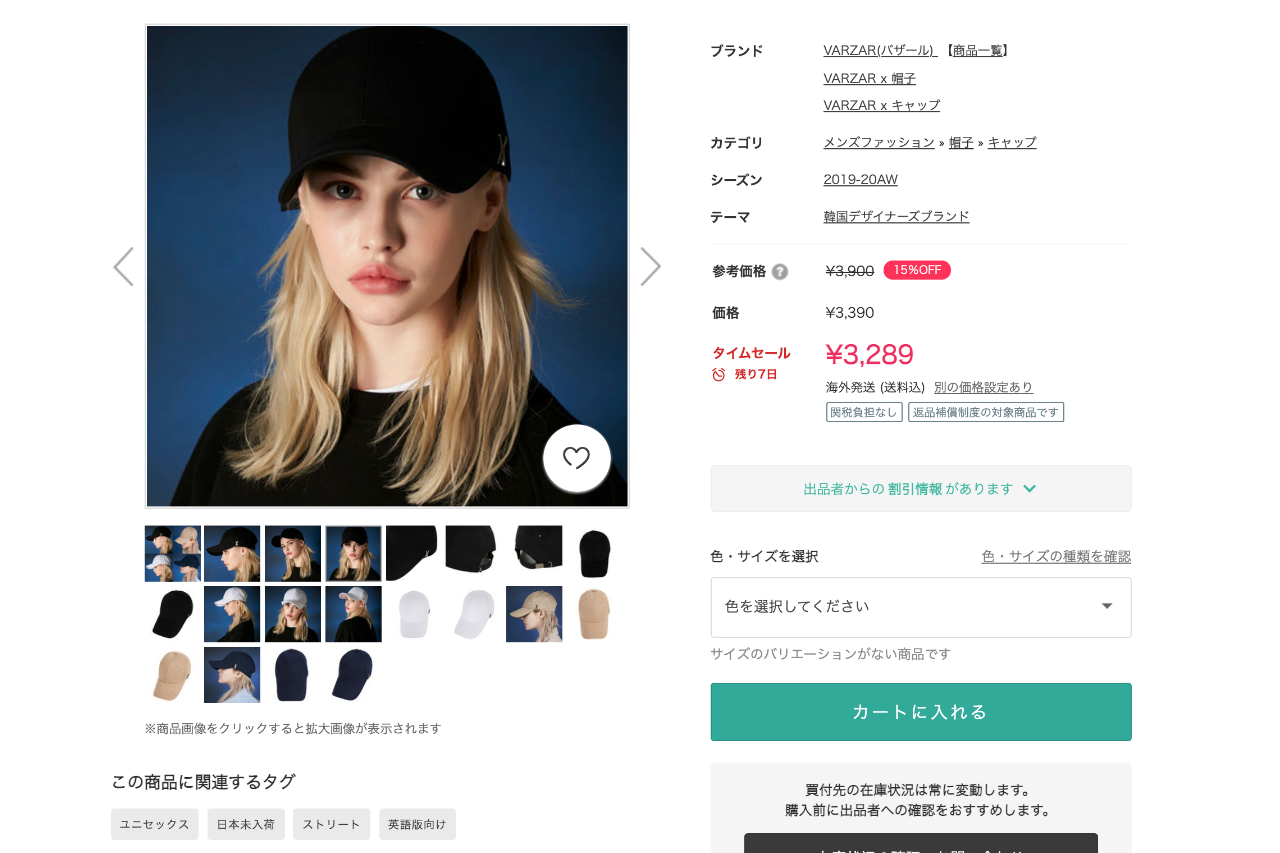 ブランド
VARZAR(バザール) 【商品一覧】
VARZAR x 帽子
VARZAR x キャップ
カテゴリ
メンズファッション » 帽子 » キャップ
シーズン
2019-20AW
テーマ
韓国デザイナーズブランド
参考価格 ?
¥3,900 15%OFF
価格
¥3,390
タイムセール
¥3,289
残り7日
海外発送 (送料込) 別の価格設定あり
関税負担なし 返品補償制度の対象商品です
出品者からの割引情報があります
色・サイズを選択
色・サイズの種類を確認
色を選択してください
サイズのバリエーションがない商品です
カートに入れる
買付先の在庫状況は常に変動します。
購入前に出品者への確認をおすすめします。
※商品画像をクリックすると拡大画像が表示されます
この商品に関連するタグ
ユニセックス
日本未入荷
ストリート
英語版向け